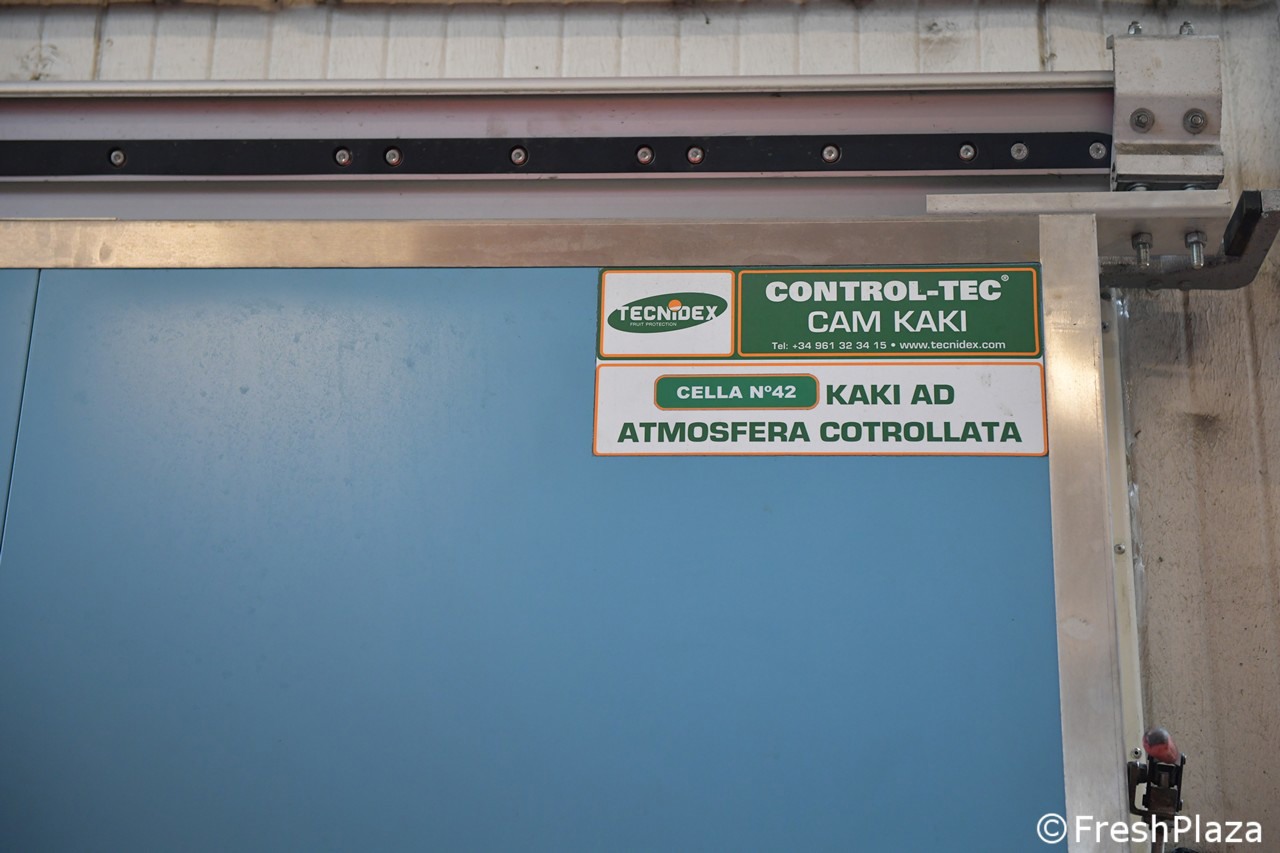 TECNIDEX
FRUIT PROTECTION
CONTROL-TEC®
CAM KAKI
Tel: +34 961 32 34 15 • www.tecnidex.com
CELLA Nº42 KAKI AD
ATMOSFERA COTROLLATA
©FreshPlaza